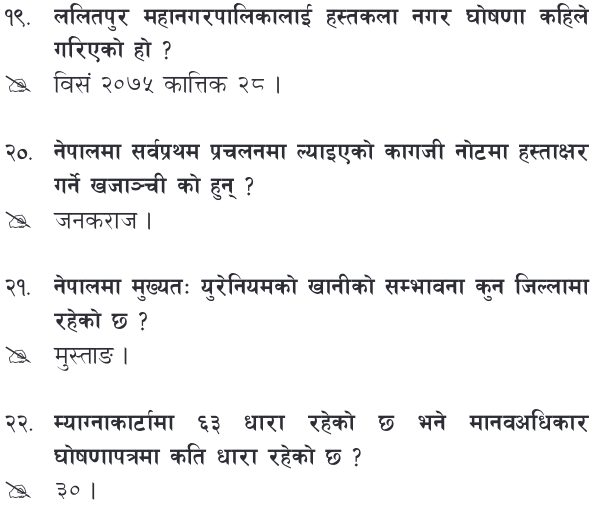 १९. ललितपुर महानगरपालिकालाई हस्तकला नगर घोषणा कहिले
गरिएको हो ?
विसं २०७५ कात्तिक २८ ।
२०. नेपालमा सर्वप्रथम प्रचलनमा ल्याइएको कागजी नोटमा हस्ताक्षर
गर्ने खजाञ्ची को हुन् ?
जनकराज ।
२१. नेपालमा मुख्यतः युरेनियमको खानीको सम्भावना कुन जिल्लामा
रहेको छ ?
मुस्ताङ ।
२२. म्याग्नाकार्टामा ६३ धारा रहेको छ भने मानवअधिकार
घोषणापत्रमा कति धारा रहेको छ ?
३० ।